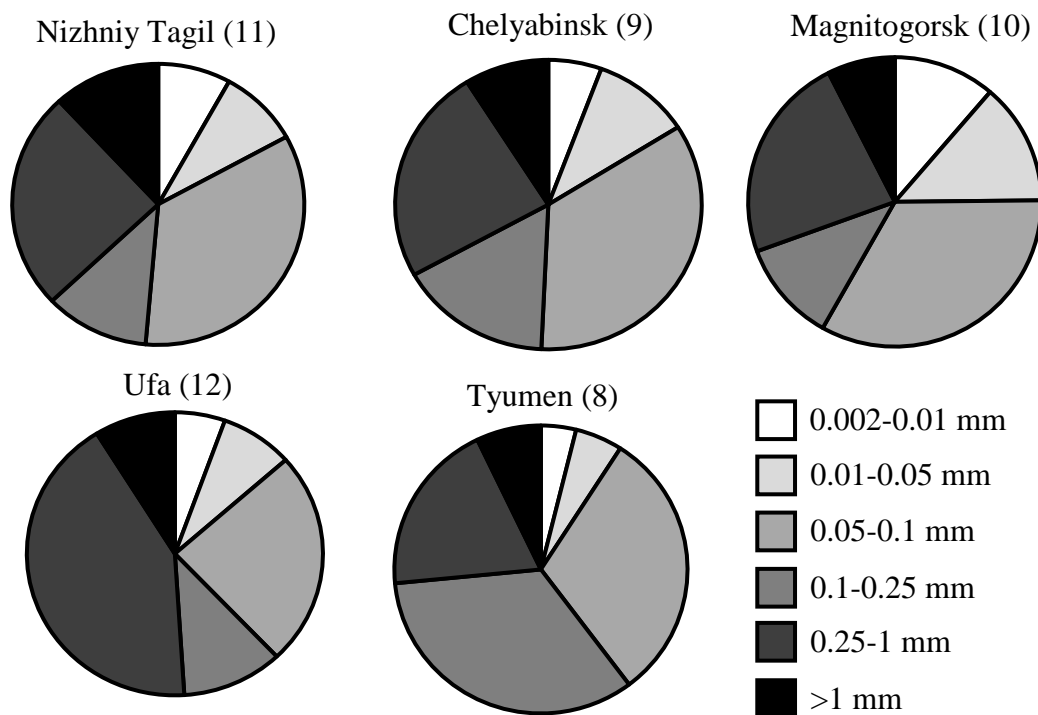 Nizhniy Tagil (11)
Chelyabinsk (9)
Magnitogorsk (10)
Ufa (12)
Tyumen (8)
0.002-0.01 mm
0.01-0.05 mm
0.05-0.1 mm
0.1-0.25 mm
0.25-1 mm
>1 mm